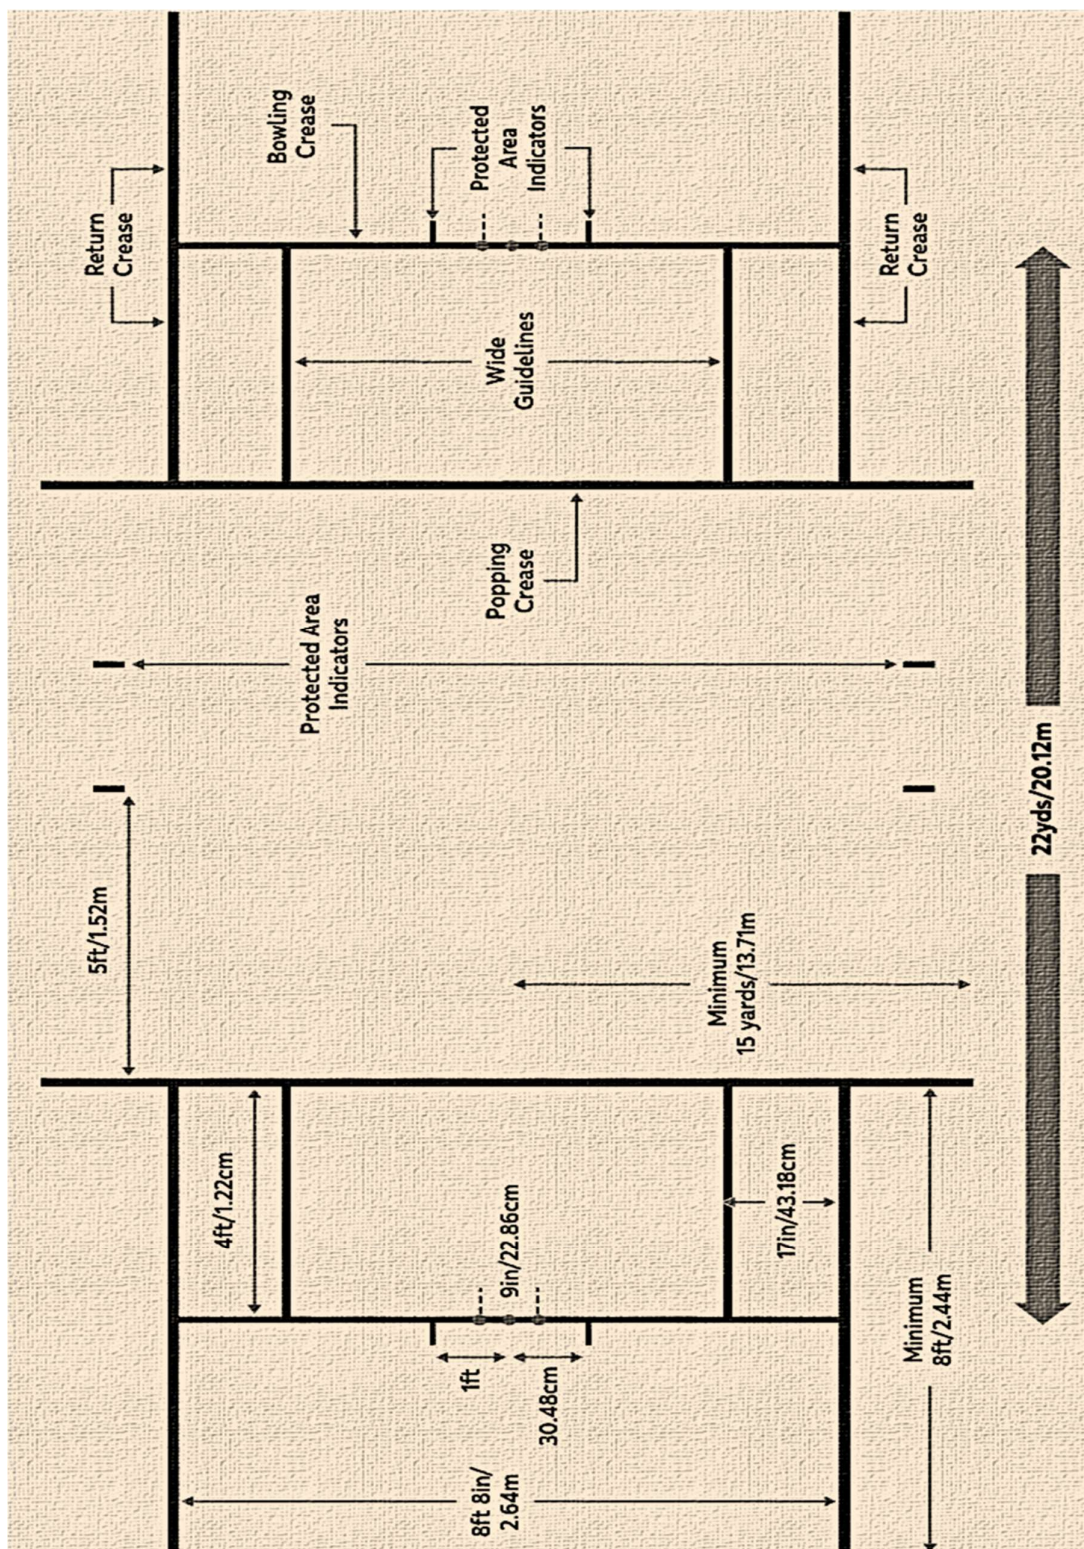 Bowling
Crease
Protected
Area
Indicators
Return
Crease
Return
Crease
Wide
Guidelines
Popping
Crease
Protected Area
Indicators
22yds/20.12m
5ft/1.52m
Minimum
15 yards/13.71m
4ft/1.22cm
9in/22.86cm
17in/43.18cm
Minimum
8ft/2.44m
1ft
30.48cm
8ft 8in/
2.64m